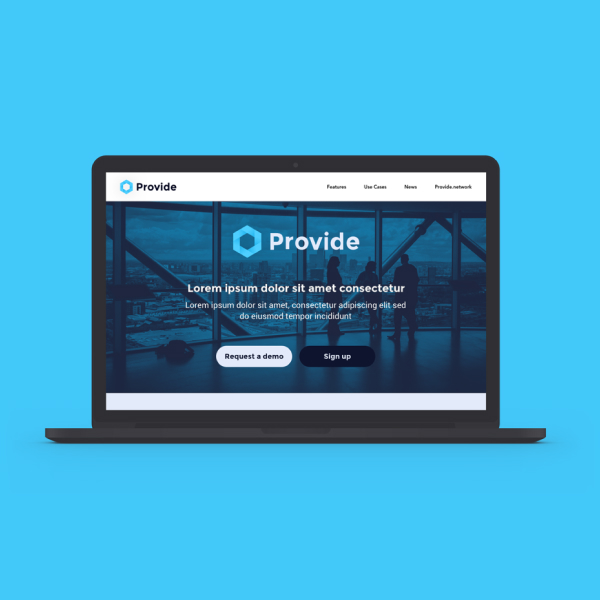 Provide
Features Use Cases News Provide.network
Provide
Lorem ipsum dolor sit amet consectetur
Lorem ipsum dolor sit amet, consectetur adipiscing elit sed
do eiusmod tempor incididunt
Request a demo Sign up